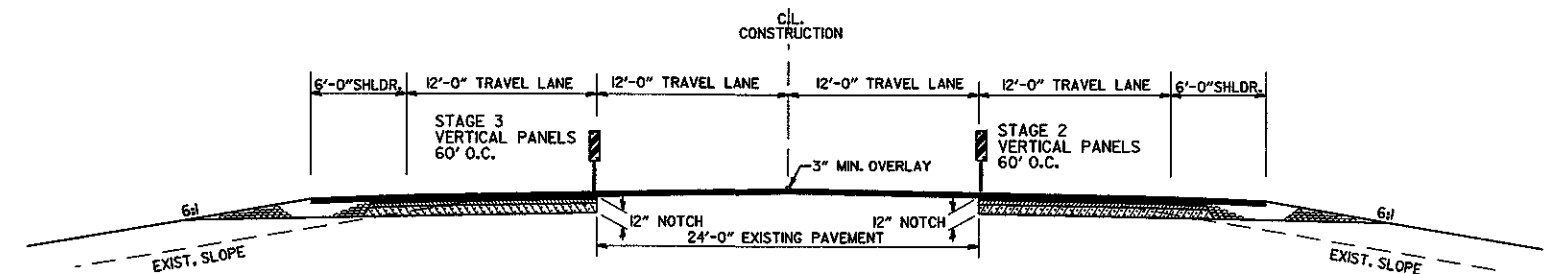 C.L.
CONSTRUCTION
6'-0" SHLDR.
12'-0" TRAVEL LANE
12'-0" TRAVEL LANE
12'-0" TRAVEL LANE
12'-0" TRAVEL LANE
6'-0" SHLDR.
STAGE 3
VERTICAL PANELS
60' O.C.
STAGE 2
VERTICAL PANELS
60' O.C.
3" MIN. OVERLAY
6:1
6:1
12" NOTCH
12" NOTCH
24'-0" EXISTING PAVEMENT
EXIST. SLOPE
EXIST. SLOPE